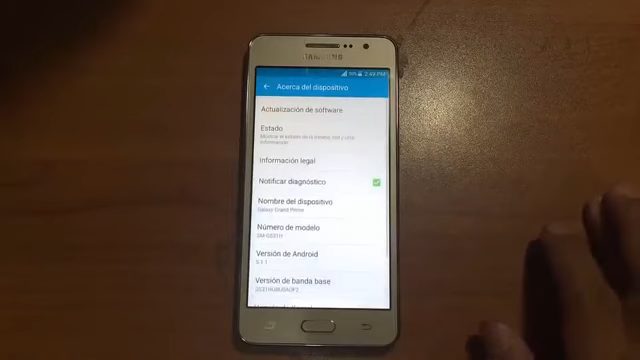 SAMSUNG
2:48 PM
Acerca del dispositivo
Actualización de software
Estado
Información legal
Notificar diagnóstico
Nombre del dispositivo
Galaxy Grand Prime
Número de modelo
Versión de Android
5.1.1
Versión de banda base